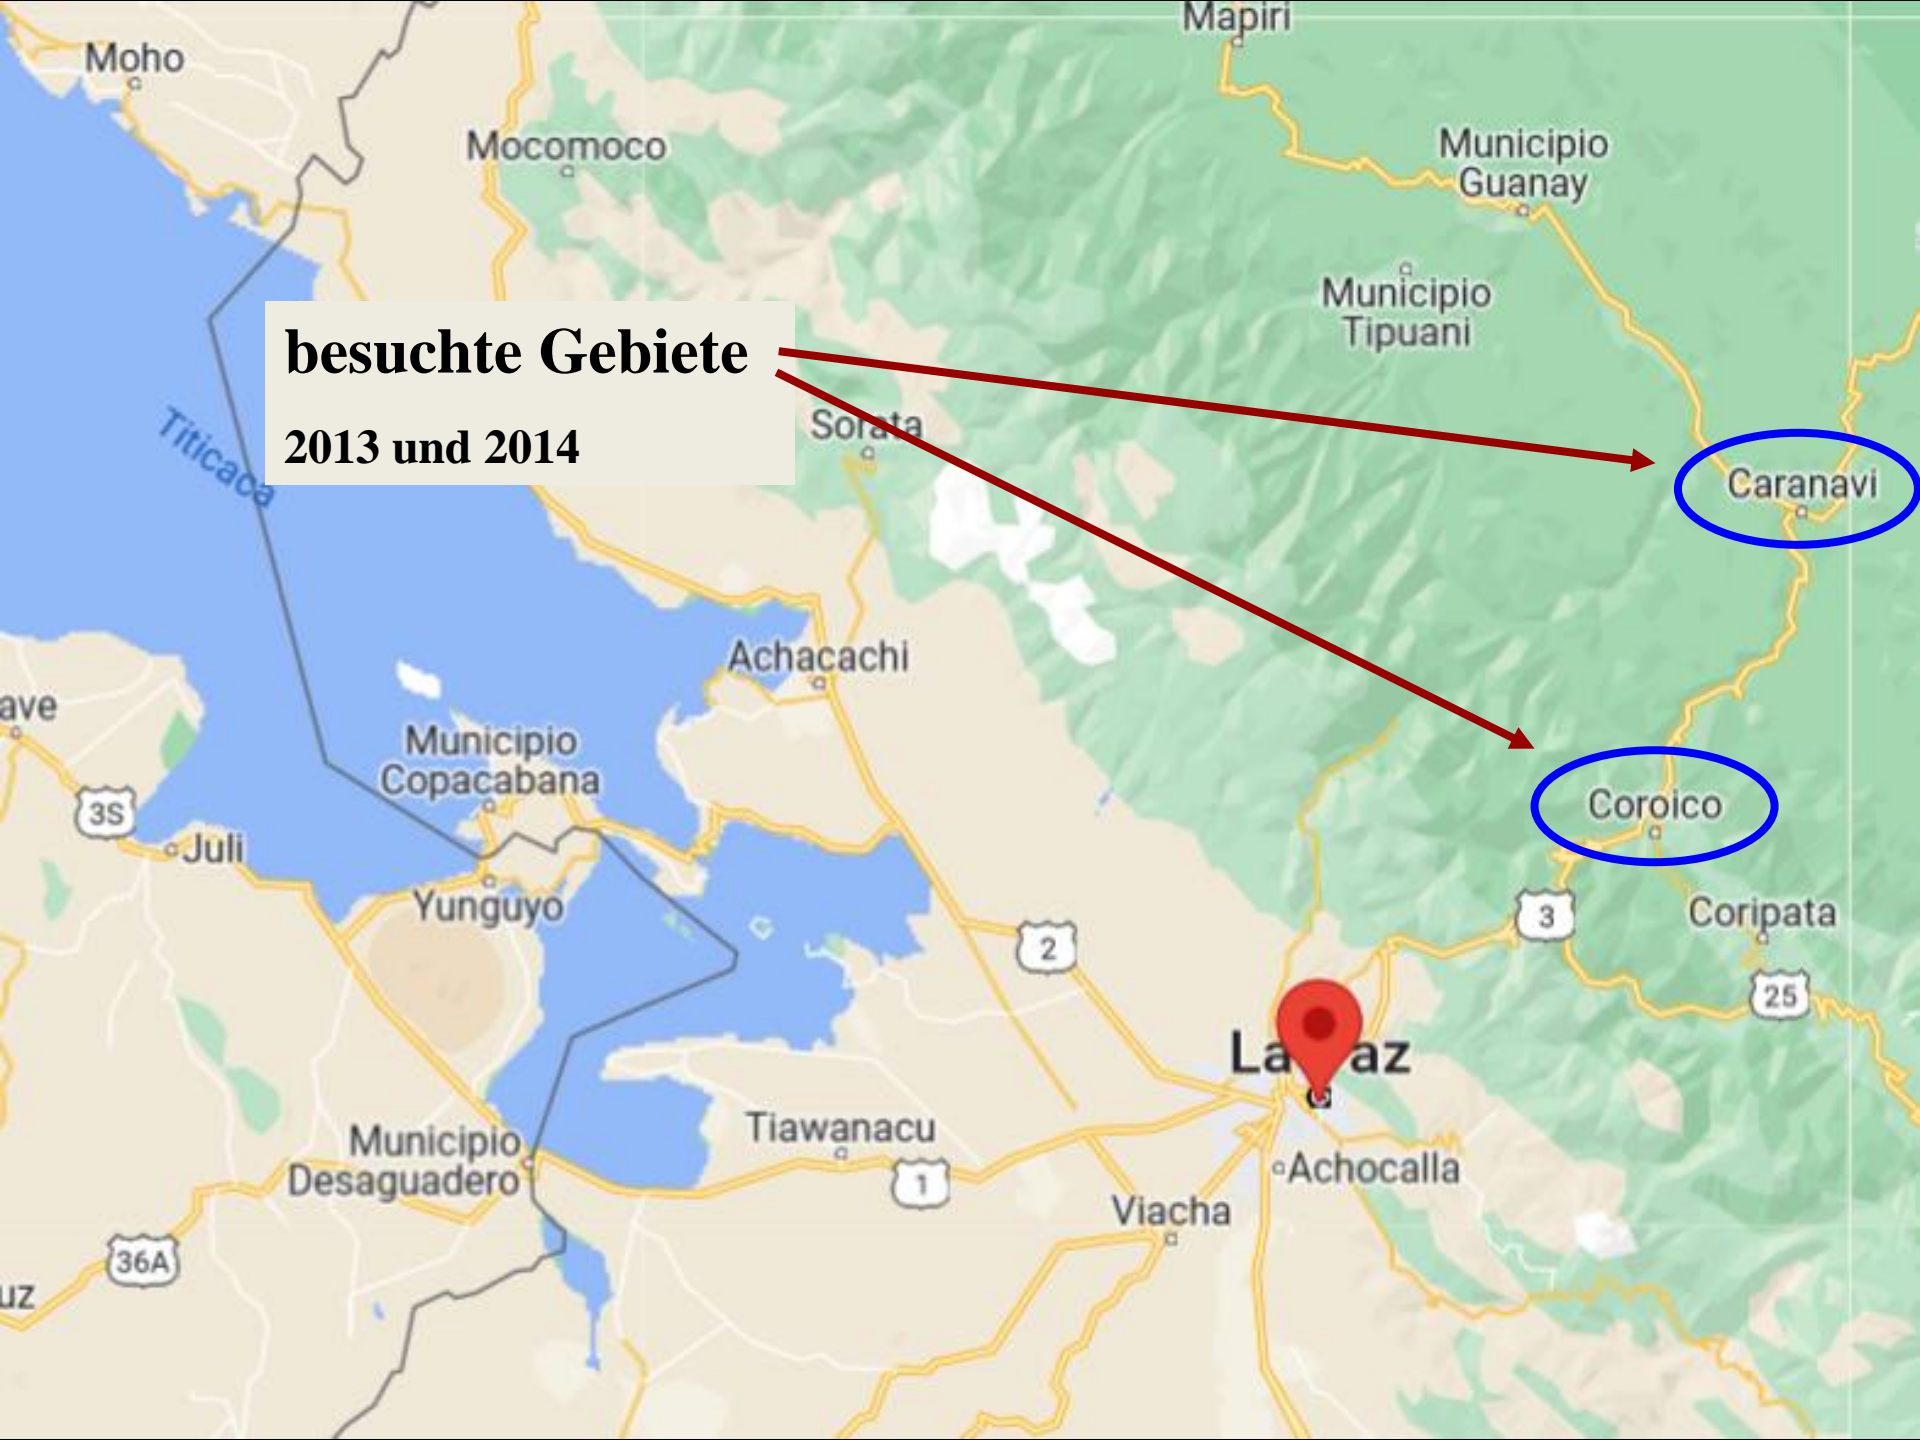 Mapiri
Moho
Mocomoco
Municipio
Guanay
Municipio
Tipuani
besuchte Gebiete
2013 und 2014
Titicaca
Sorata
Caranavi
Achacachi
ave
Municipio
Copacabana
3S
Juli
Coroico
Yunguyo
3
Coripata
2
25
La Paz
Tiawanacu
Municipio
Desaguadero
1
Achocalla
Viacha
36A
uz